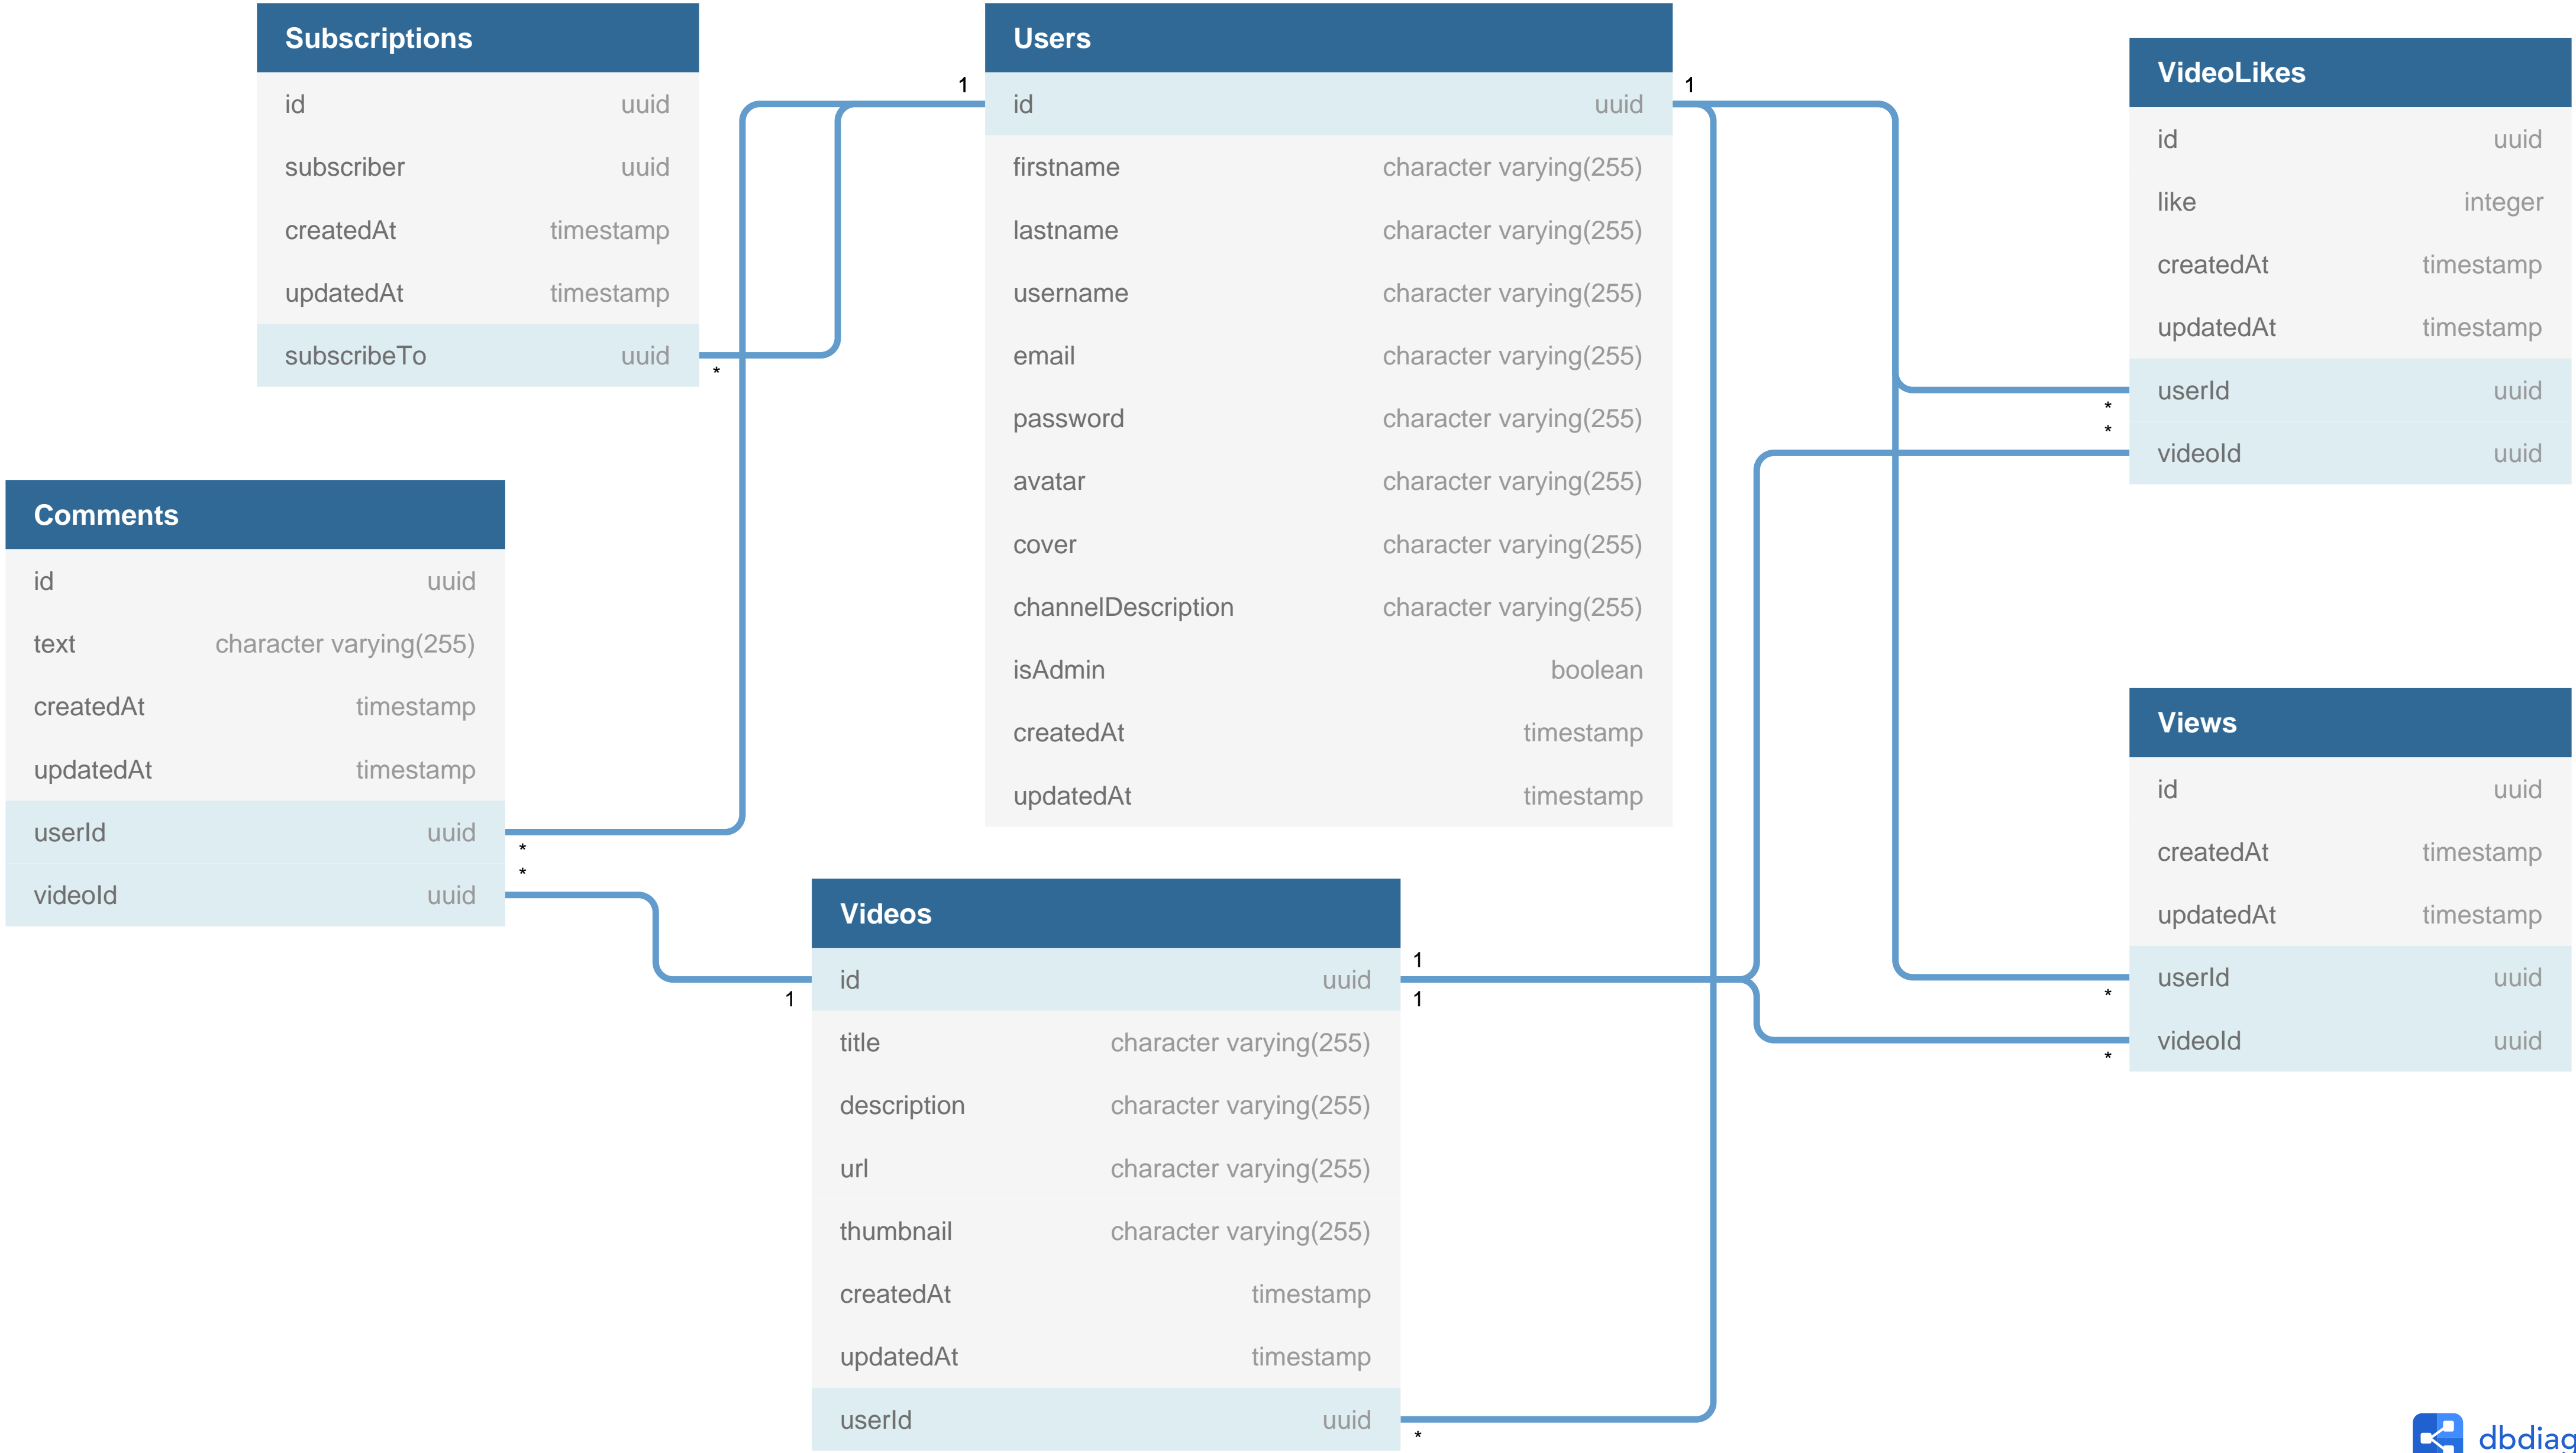 Subscriptions
id uuid
subscriber uuid
createdAt timestamp
updatedAt timestamp
subscribeTo uuid
*
Users
1
1
id uuid
firstname character varying(255)
lastname character varying(255)
username character varying(255)
email character varying(255)
password character varying(255)
avatar character varying(255)
cover character varying(255)
channelDescription character varying(255)
isAdmin boolean
createdAt timestamp
updatedAt timestamp
VideoLikes
id uuid
like integer
createdAt timestamp
updatedAt timestamp
userId uuid
*
*
videoId uuid
Comments
id uuid
text character varying(255)
createdAt timestamp
updatedAt timestamp
userId uuid
*
*
videoId uuid
Videos
1
id uuid
1
1
title character varying(255)
description character varying(255)
url character varying(255)
thumbnail character varying(255)
createdAt timestamp
updatedAt timestamp
userId uuid
*
Views
id uuid
createdAt timestamp
updatedAt timestamp
userId uuid
*
videoId uuid
*
dbdiag